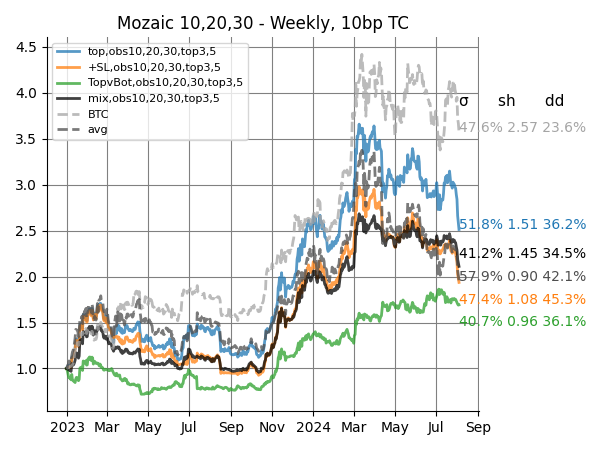 Mozaic 10,20,30 - Weekly, 10bp TC
top,obs10,20,30,top3,5
+SL,obs10,20,30,top3,5
TopvBot,obs10,20,30,top3,5
mix,obs10,20,30,top3,5
BTC
avg
4.5
4.0
3.5
3.0
2.5
2.0
1.5
1.0
σ sh dd
47.6% 2.57 23.6%
51.8% 1.51 36.2%
41.2% 1.45 34.5%
57.9% 0.90 42.1%
47.4% 1.08 45.3%
40.7% 0.96 36.1%
2023 Mar May Jul Sep Nov 2024 Mar May Jul Sep